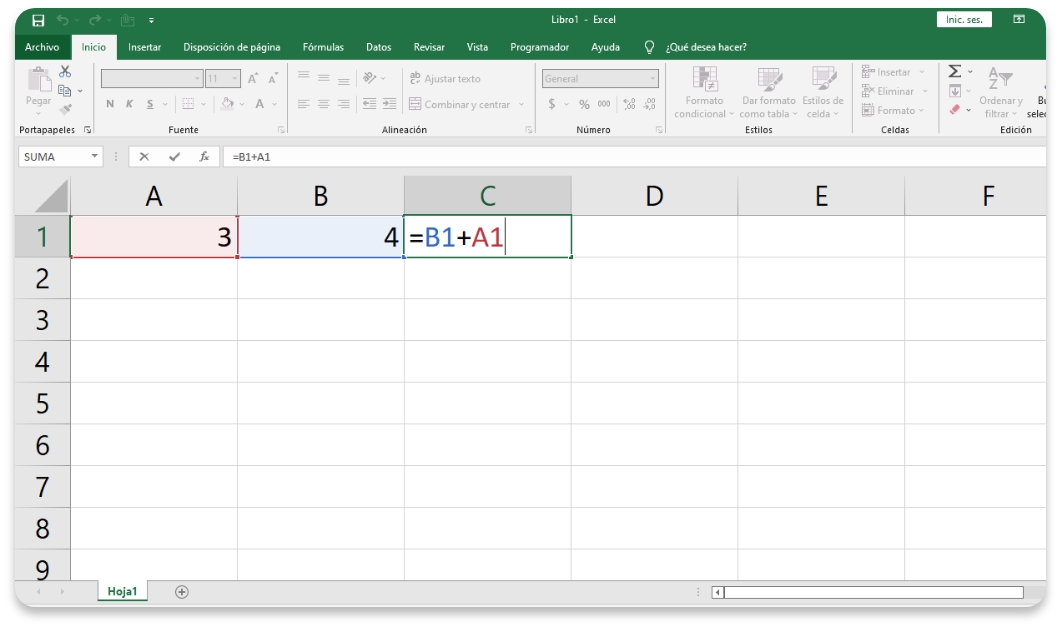 Libro1 - Excel
Inic. ses.
Archivo Inicio Insertar Disposición de página Fórmulas Datos Revisar Vista Programador Ayuda ¿Qué desea hacer?
Pegar
11
A A
ab Ajustar texto
General
Formato condicional
Dar formato como tabla
Estilos de celda
Insertar
Eliminar
Formato
Σ
A
Z
Ordenary filtrar
N K S
A
Combinar y centrar
$ % 000
Portapapeles Fuente Alineación Número Estilos Celdas Edición
SUMA
fx
=B1+A1
A B C D E F
1 3 4 =B1+A1
2
3
4
5
6
7
8
9
Hoja1